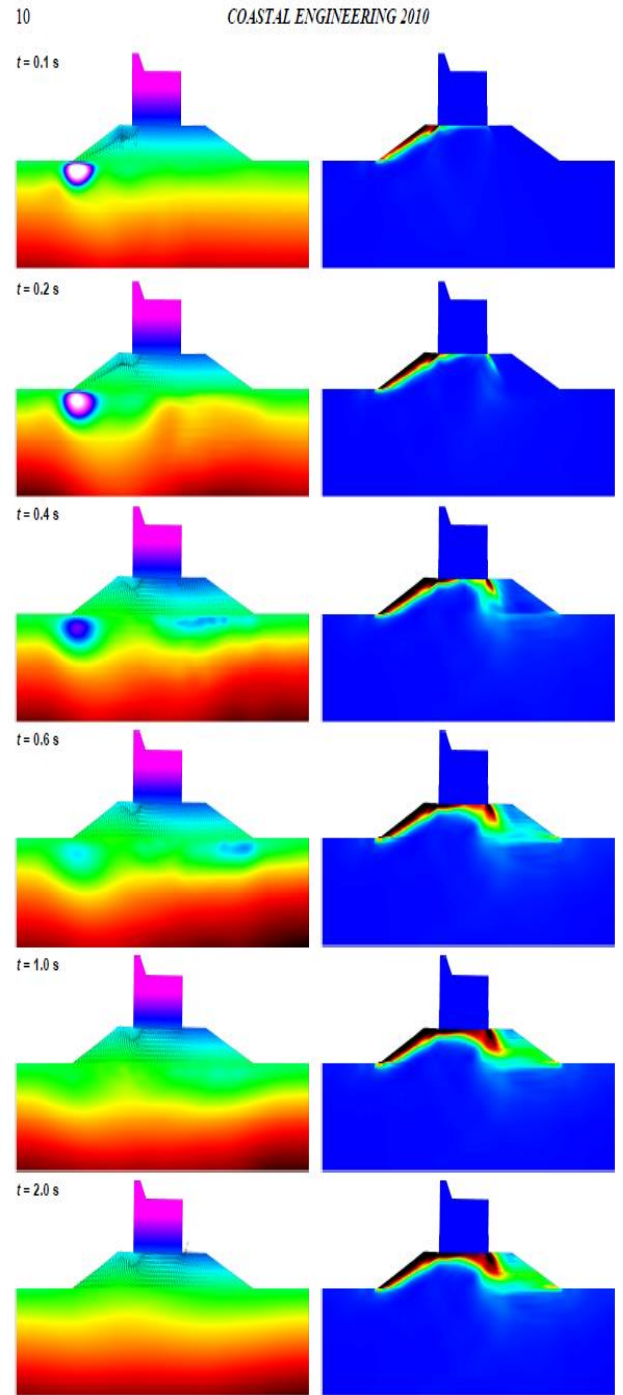 10
COASTAL ENGINEERING 2010
t = 0.1 s
t = 0.2 s
t = 0.4 s
t = 0.6 s
t = 1.0 s
t = 2.0 s